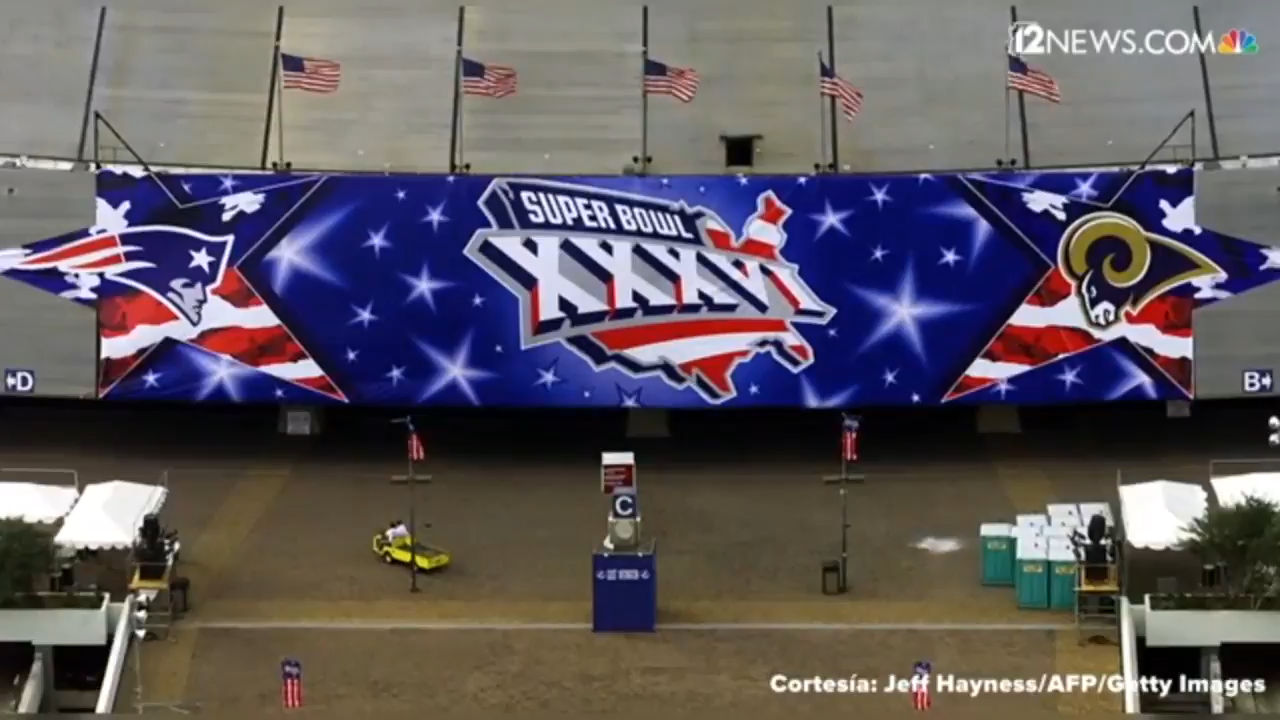 12NEWS.COM
SUPER BOWL
XXXVI
D
B
C
Cortesía: Jeff Hayness/AFP/Getty Images